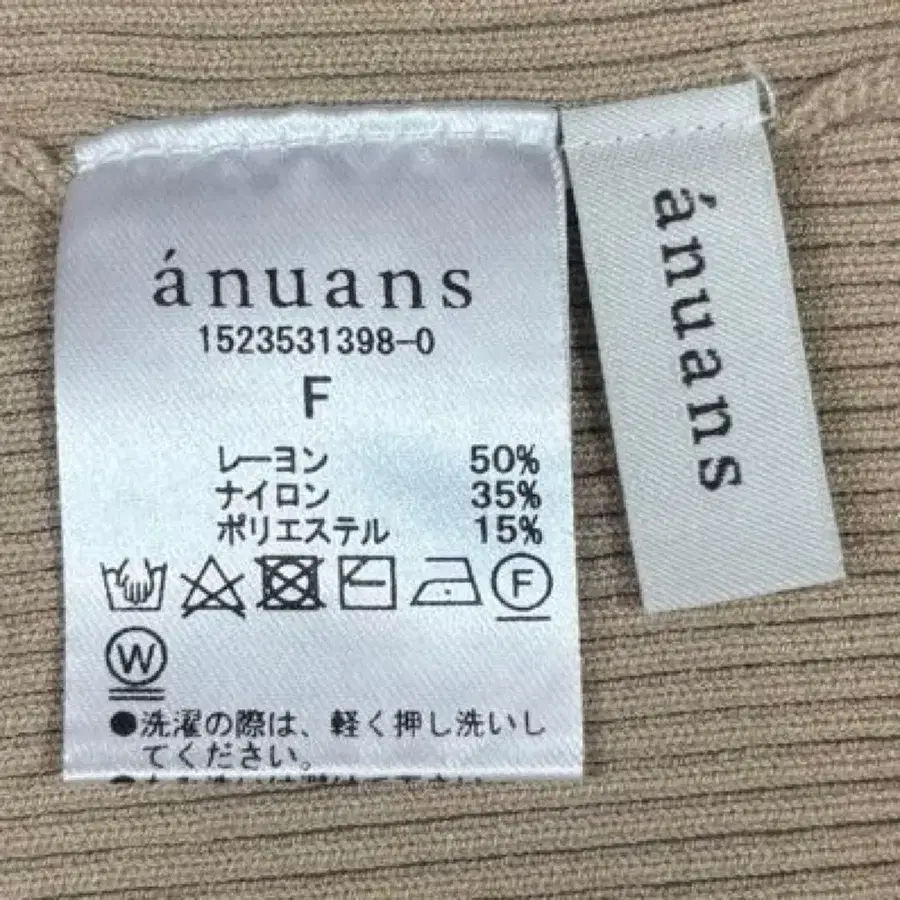 ánuans
1523531398-0
F
レーヨン 50%
ナイロン 35%
ポリエステル 15%
F
W
●洗濯の際は、軽く押し洗いし
てください。
ánuans